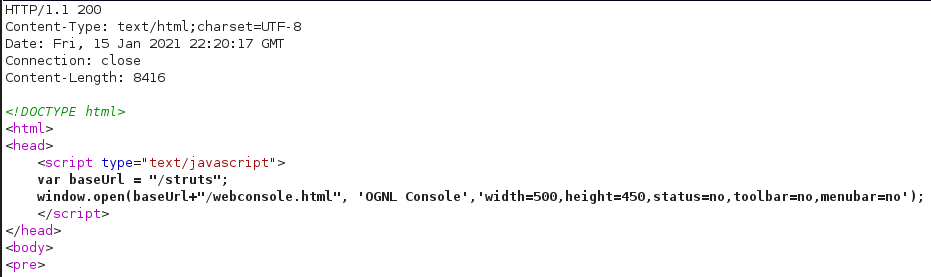 HTTP/1.1 200
Content-Type: text/html;charset=UTF-8
Date: Fri, 15 Jan 2021 22:20:17 GMT
Connection: close
Content-Length: 8416

<!DOCTYPE html>
<html>
<head>
    <script type="text/javascript">
    var baseUrl = "/struts";
    window.open(baseUrl+"/webconsole.html", 'OGNL Console','width=500,height=450,status=no,toolbar=no,menubar=no');
    </script>
</head>
<body>
<pre>